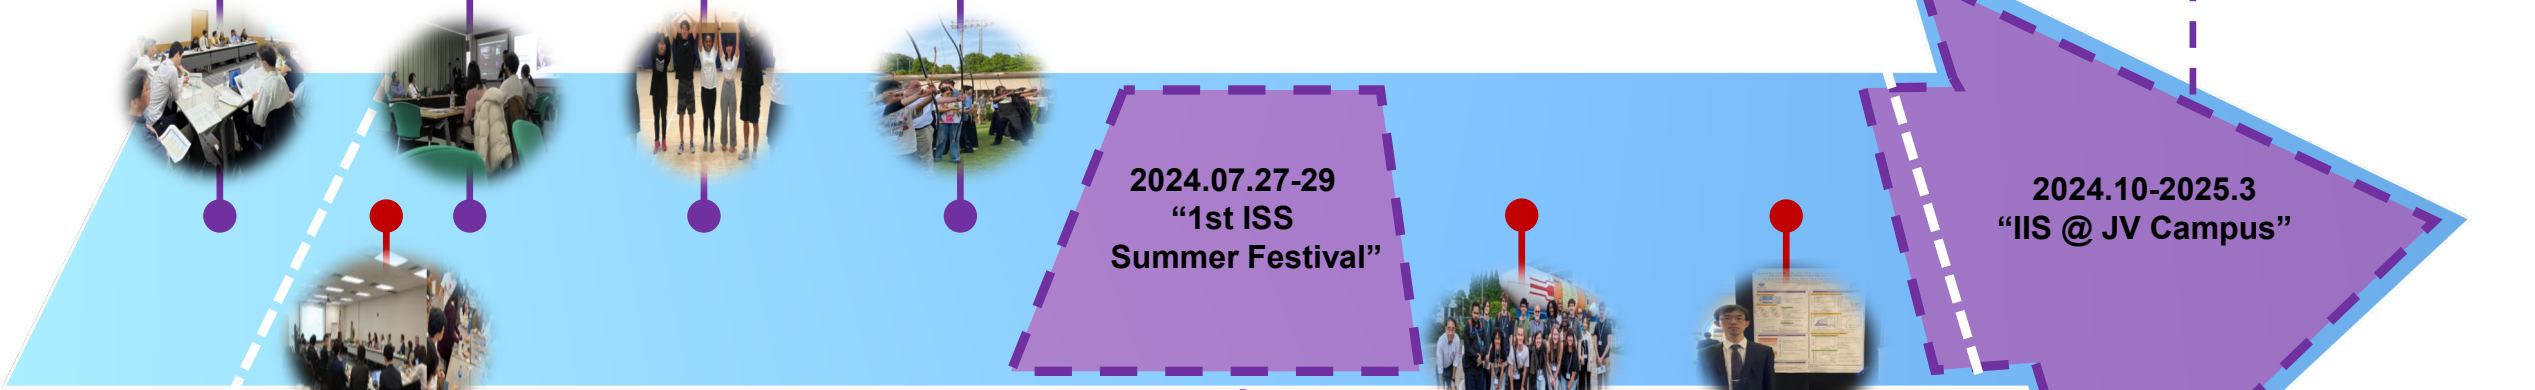 2024.07.27-29
“1st ISS
Summer Festival”
2024.10-2025.3
“IIS @ JV Campus”